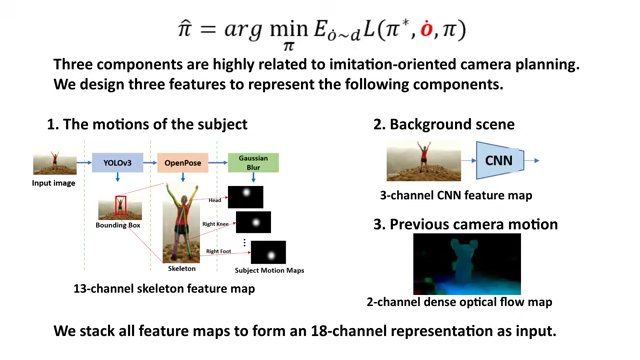 π̂ = arg min E_ȯ~d L(π*, ȯ, π)
π
Three components are highly related to imitation-oriented camera planning.
We design three features to represent the following components.
1. The motions of the subject
YOLOv3
OpenPose
Gaussian
Blur
Input image
Bounding Box
Skeleton
Head
Right Knee
⋮
Right Foot
Subject Motion Maps
13-channel skeleton feature map
2. Background scene
CNN
3-channel CNN feature map
3. Previous camera motion
2-channel dense optical flow map
We stack all feature maps to form an 18-channel representation as input.